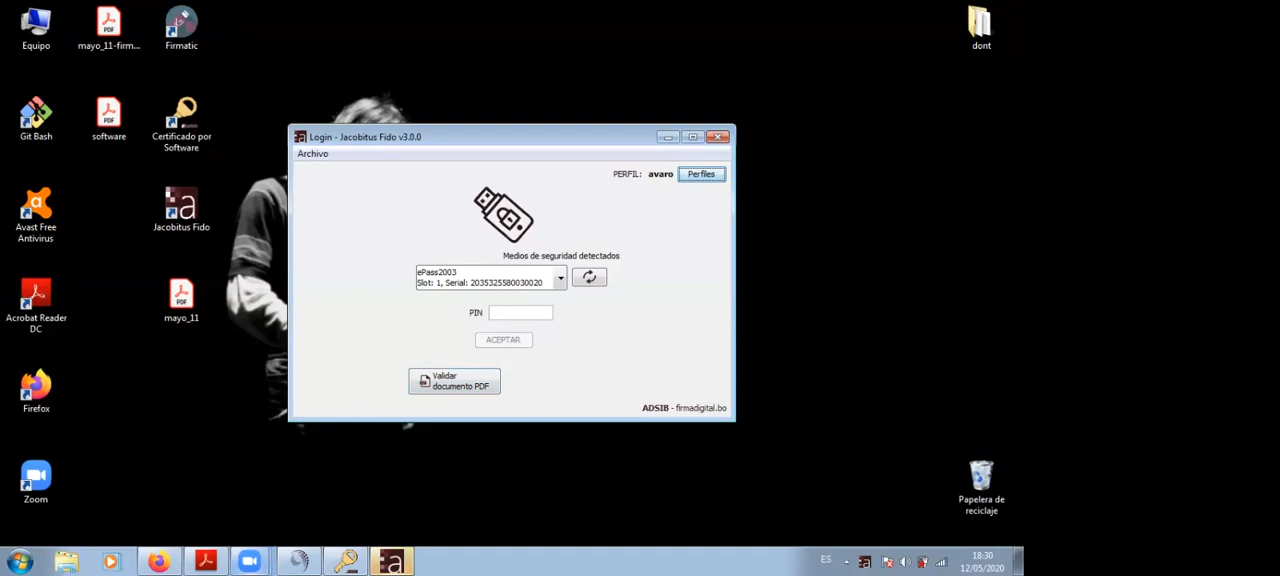 Equipo
mayo_11-firm...
Firmatic
dont
Git Bash
software
Certificado por
Software
Login - Jacobitus Fido v3.0.0
Archivo
PERFIL: avaro Perfiles
Avast Free
Antivirus
Jacobitus Fido
Medios de seguridad detectados
ePass2003
Slot: 1, Serial: 2035325580030020
PIN
ACEPTAR
Acrobat Reader
DC
mayo_11
Validar
documento PDF
ADSIB - firmadigital.bo
Firefox
Zoom
Papelera de
reciclaje
ES
18:30
12/05/2020